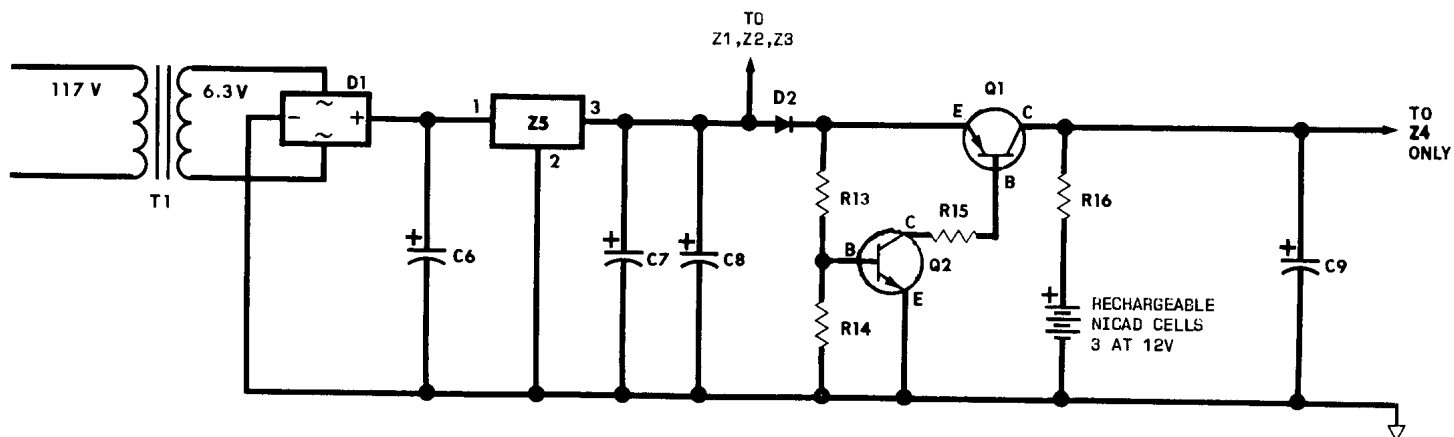 TO
Z1,Z2,Z3
117 V
6.3V
D1
~
-
+
~
T1
1
Z5
3
2
D2
Q1
E
C
B
TO
Z4
ONLY
R13
R15
R16
B
C
Q2
E
R14
+
C6
+
C7
+
C8
+
RECHARGEABLE
NICAD CELLS
3 AT 12V
+
C9